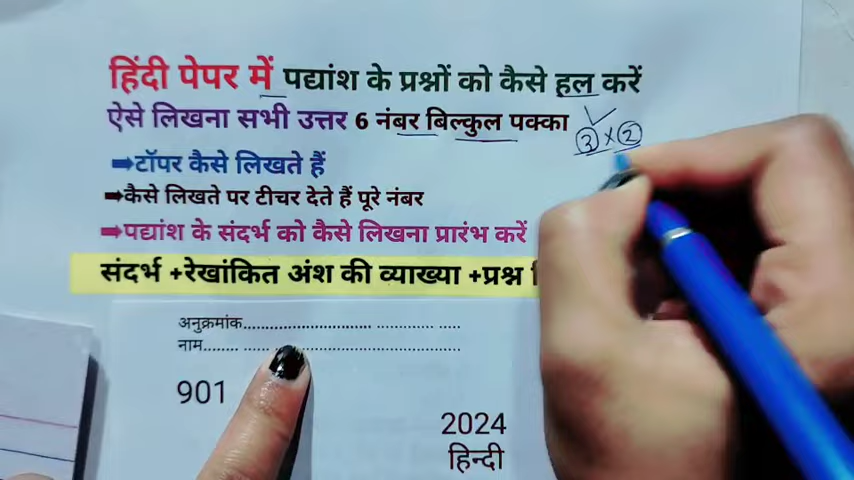 हिंदी पेपर में पद्यांश के प्रश्नों को कैसे हल करें
ऐसे लिखना सभी उत्तर 6 नंबर बिल्कुल पक्का
3 × 2
➡टॉपर कैसे लिखते हैं
➡कैसे लिखते पर टीचर देते हैं पूरे नंबर
➡पद्यांश के संदर्भ को कैसे लिखना प्रारंभ करें
संदर्भ +रेखांकित अंश की व्याख्या +प्रश्न
अनुक्रमांक.............................. ............... .....
नाम........ ..............................................
901
2024
हिन्दी